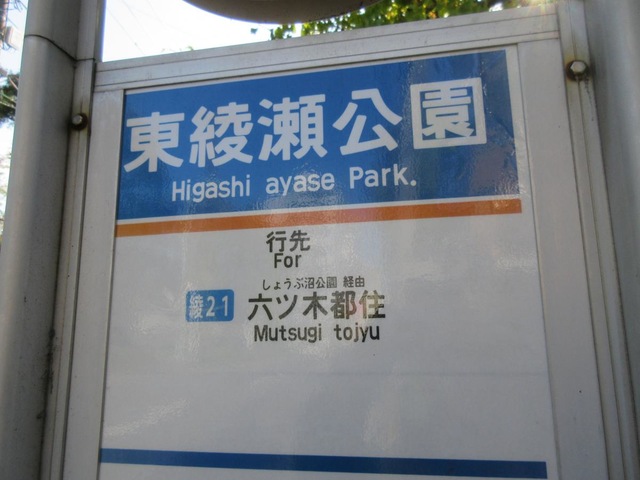 東綾瀬公園
Higashi ayase Park.
行先
For
しょうぶ沼公園 経由
綾21 六ツ木都住
Mutsugi tojyu